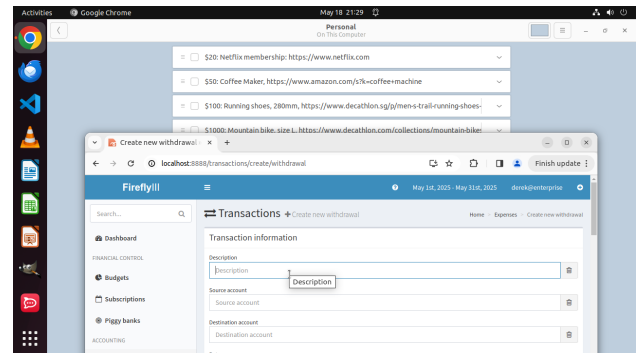 Activities
Google Chrome
May 18 21:29
Personal
On This Computer
$20: Netflix membership: https://www.netflix.com
$50: Coffee Maker, https://www.amazon.com/s?k=coffee+machine
$100: Running shoes, 280mm, https://www.decathlon.sg/p/men-s-trail-running-shoes-
$1000: Mountain bike, size L, https://www.decathlon.com/collections/mountain-bikes
Create new withdrawal
localhost:8888/transactions/create/withdrawal
Finish update
FireflyIII
May 1st, 2025 - May 31st, 2025
derek@enterprise
Search...
Transactions
Create new withdrawal
Home
Expenses
Create new withdrawal
Dashboard
Transaction information
FINANCIAL CONTROL
Description
Budgets
Description
Description
Subscriptions
Source account
Source account
Piggy banks
Destination account
ACCOUNTING
Destination account